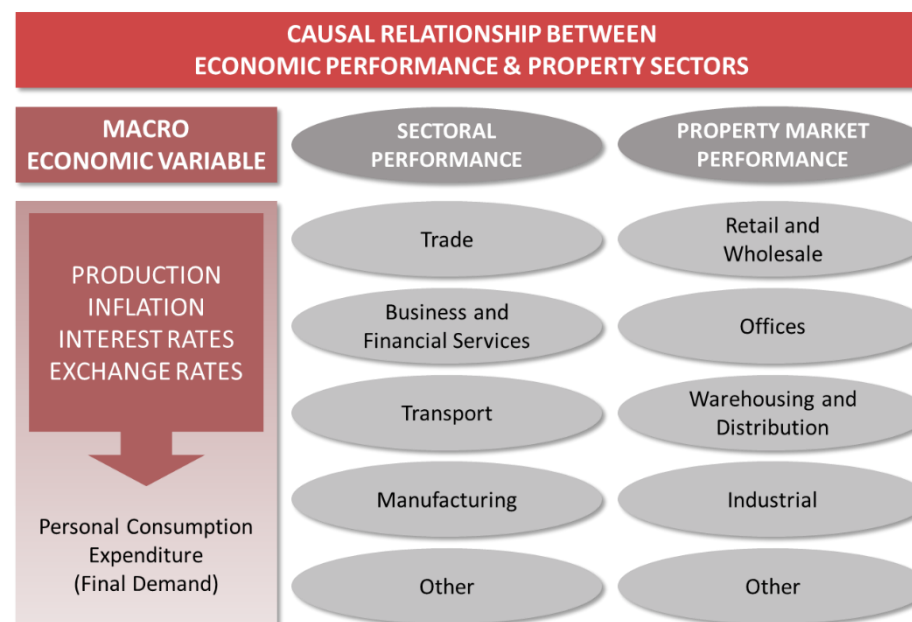 CAUSAL RELATIONSHIP BETWEEN
ECONOMIC PERFORMANCE & PROPERTY SECTORS
MACRO
ECONOMIC VARIABLE
SECTORAL
PERFORMANCE
PROPERTY MARKET
PERFORMANCE
PRODUCTION
INFLATION
INTEREST RATES
EXCHANGE RATES
Personal Consumption
Expenditure
(Final Demand)
Trade
Retail and
Wholesale
Business and
Financial Services
Offices
Transport
Warehousing and
Distribution
Manufacturing
Industrial
Other
Other